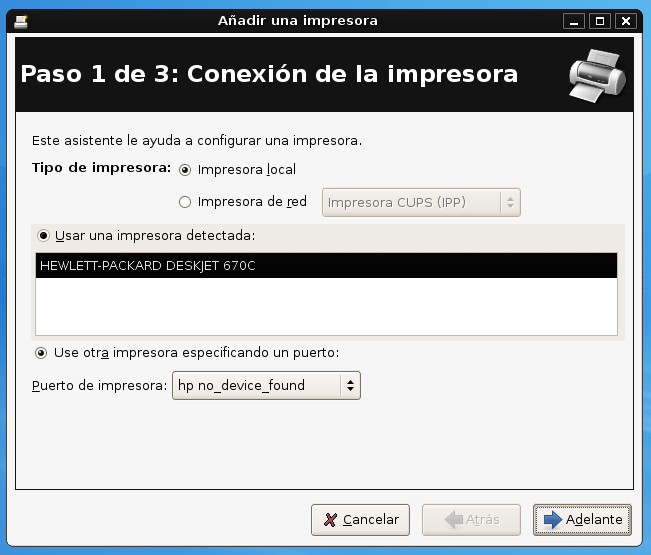 Añadir una impresora
Paso 1 de 3: Conexión de la impresora
Este asistente le ayuda a configurar una impresora.
Tipo de impresora: Impresora local
Impresora de red Impresora CUPS (IPP)
Usar una impresora detectada:
HEWLETT-PACKARD DESKJET 670C
Use otra impresora especificando un puerto:
Puerto de impresora: hp no_device_found
Cancelar Atrás Adelante